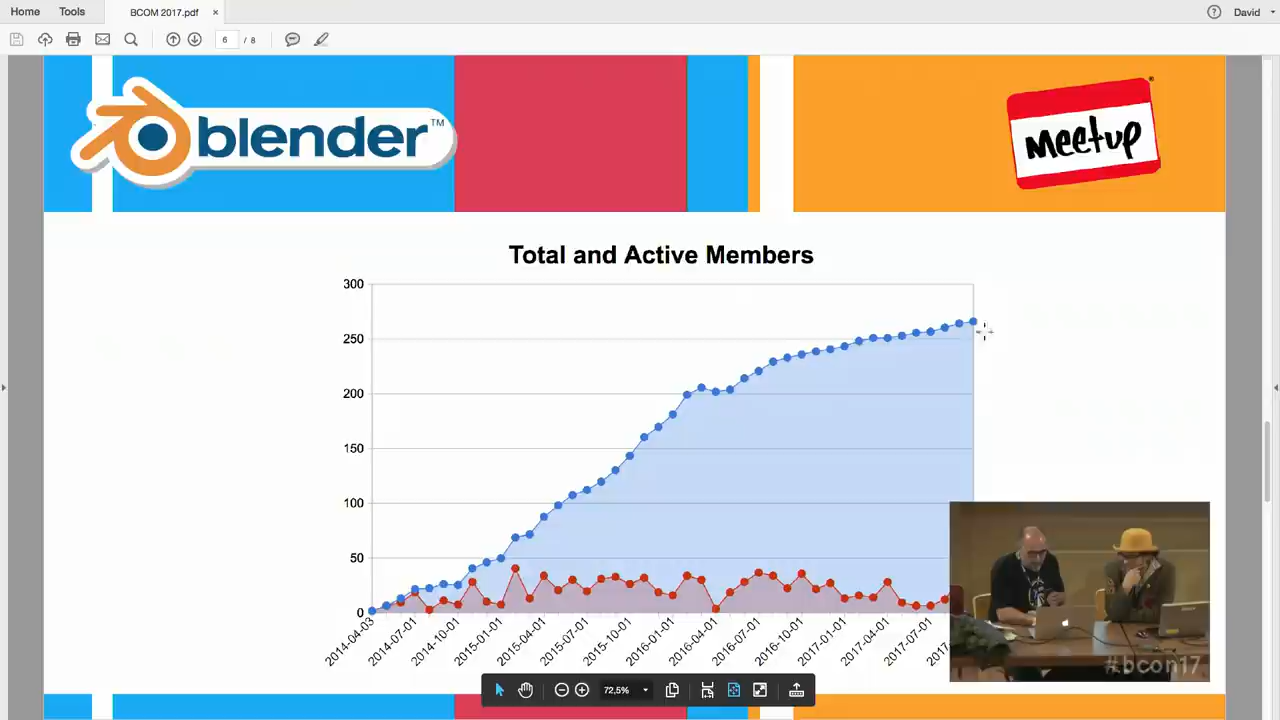 Home Tools BCOM 2017.pdf × ? David
6 / 8
blender™
Meetup
Total and Active Members
300
250
200
150
100
50
0
2014-04-03 2014-07-01 2014-10-01 2015-01-01 2015-04-01 2015-07-01 2015-10-01 2016-01-01 2016-04-01 2016-07-01 2016-10-01 2017-01-01 2017-04-01 2017-07-01
#bcon17
72,5%